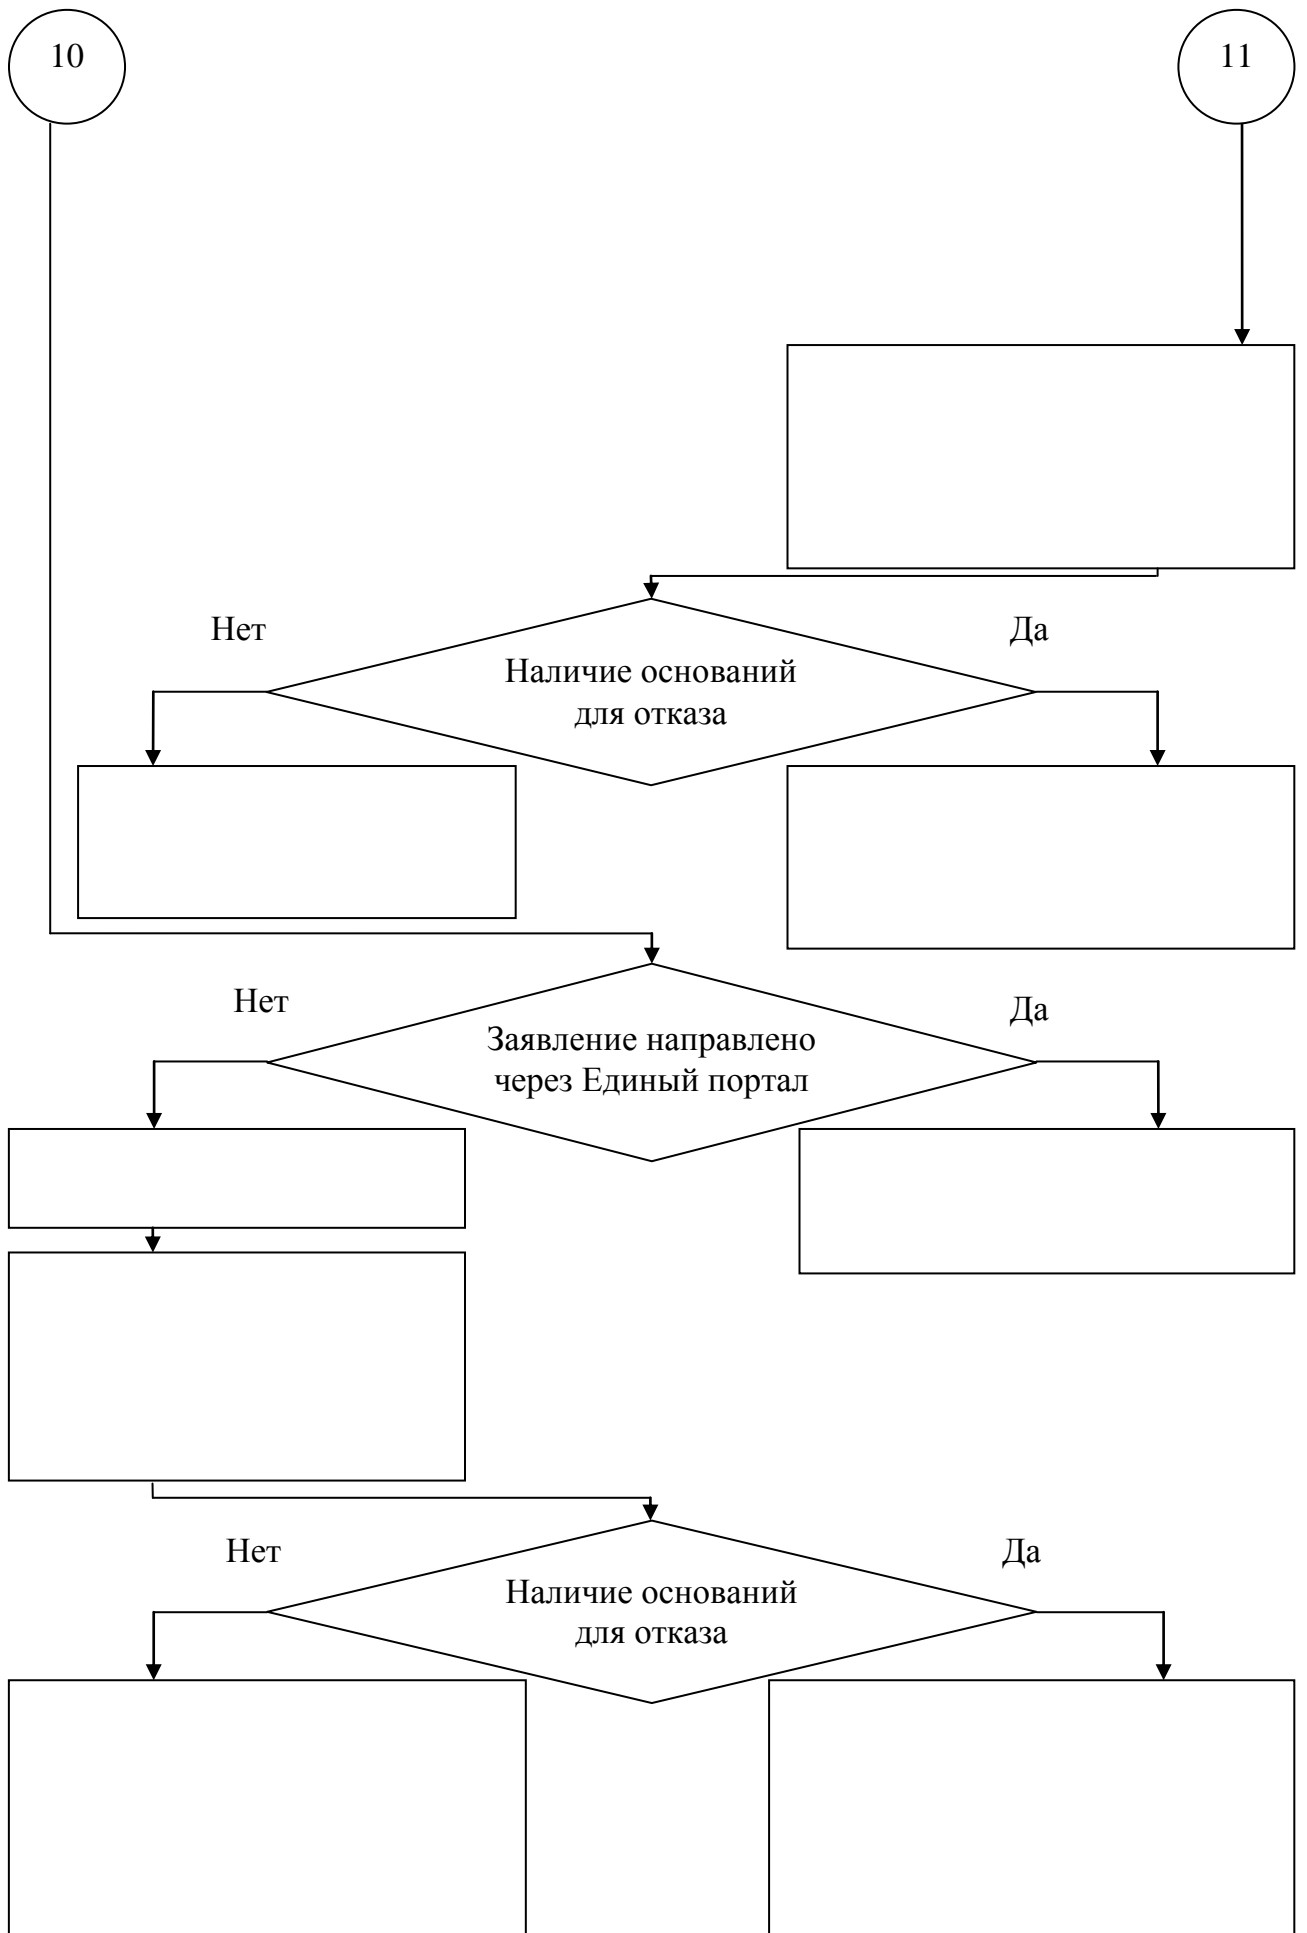 10
11
Нет
Да
Наличие оснований
для отказа
Нет
Да
Заявление направлено
через Единый портал
Нет
Да
Наличие оснований
для отказа